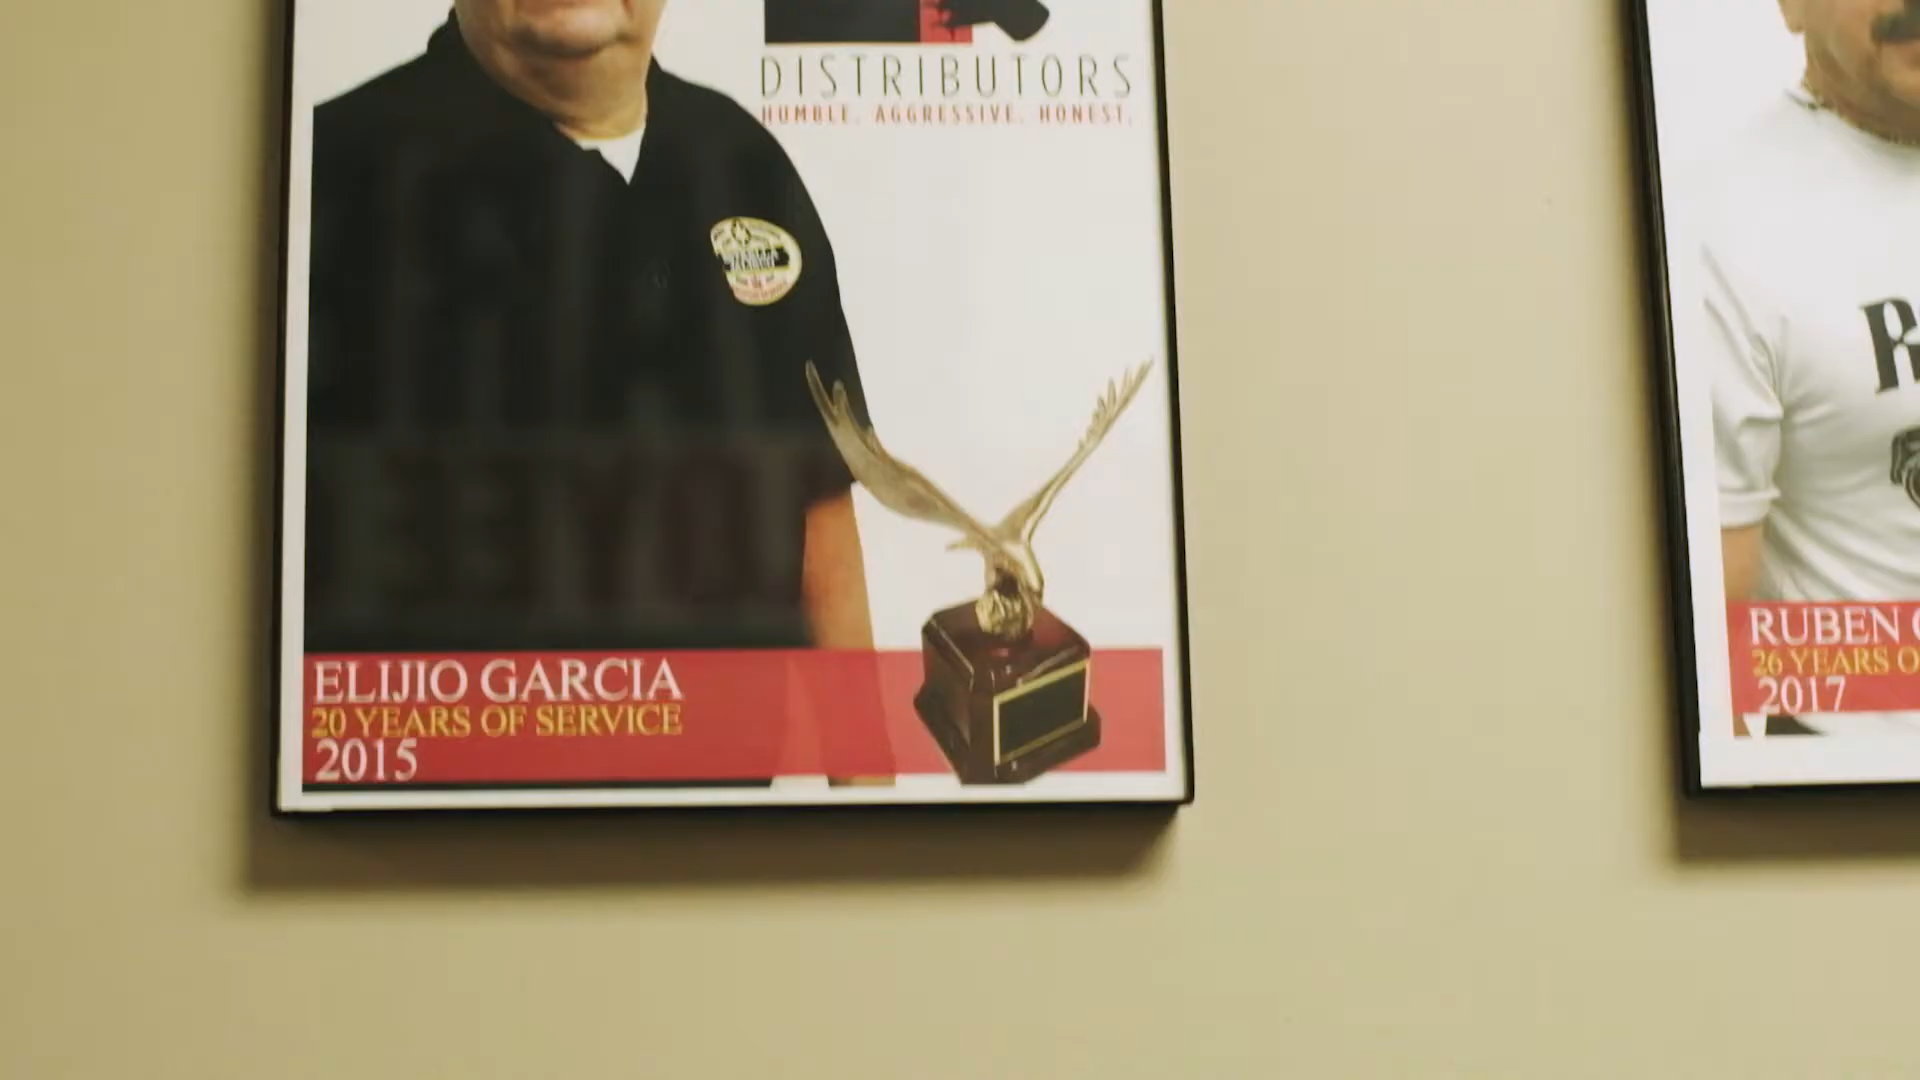 DISTRIBUTORS
HUMBLE. AGGRESSIVE. HONEST.
ELIJIO GARCIA
20 YEARS OF SERVICE
2015
RUBEN
26 YEARS O
2017